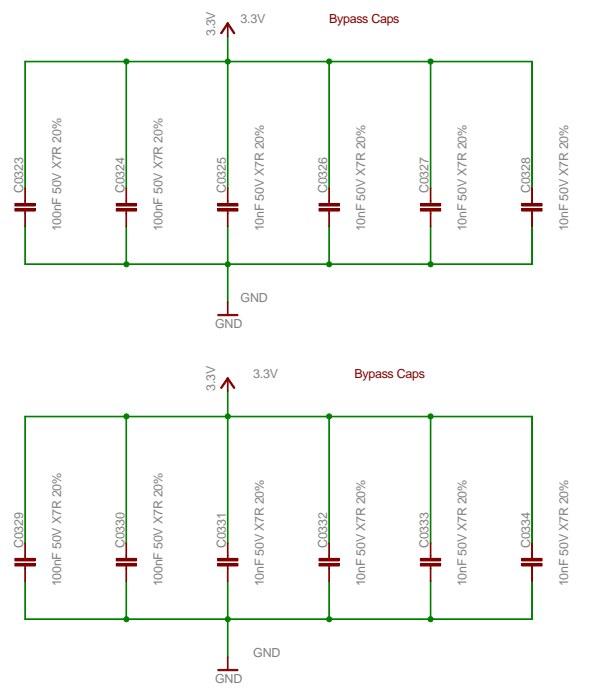 3.3V
3.3V
Bypass Caps
C0323
100nF 50V X7R 20%
C0324
100nF 50V X7R 20%
C0325
10nF 50V X7R 20%
C0326
10nF 50V X7R 20%
C0327
10nF 50V X7R 20%
C0328
10nF 50V X7R 20%
GND
GND
3.3V
3.3V
Bypass Caps
C0329
100nF 50V X7R 20%
C0330
100nF 50V X7R 20%
C0331
10nF 50V X7R 20%
C0332
10nF 50V X7R 20%
C0333
10nF 50V X7R 20%
C0334
10nF 50V X7R 20%
GND
GND